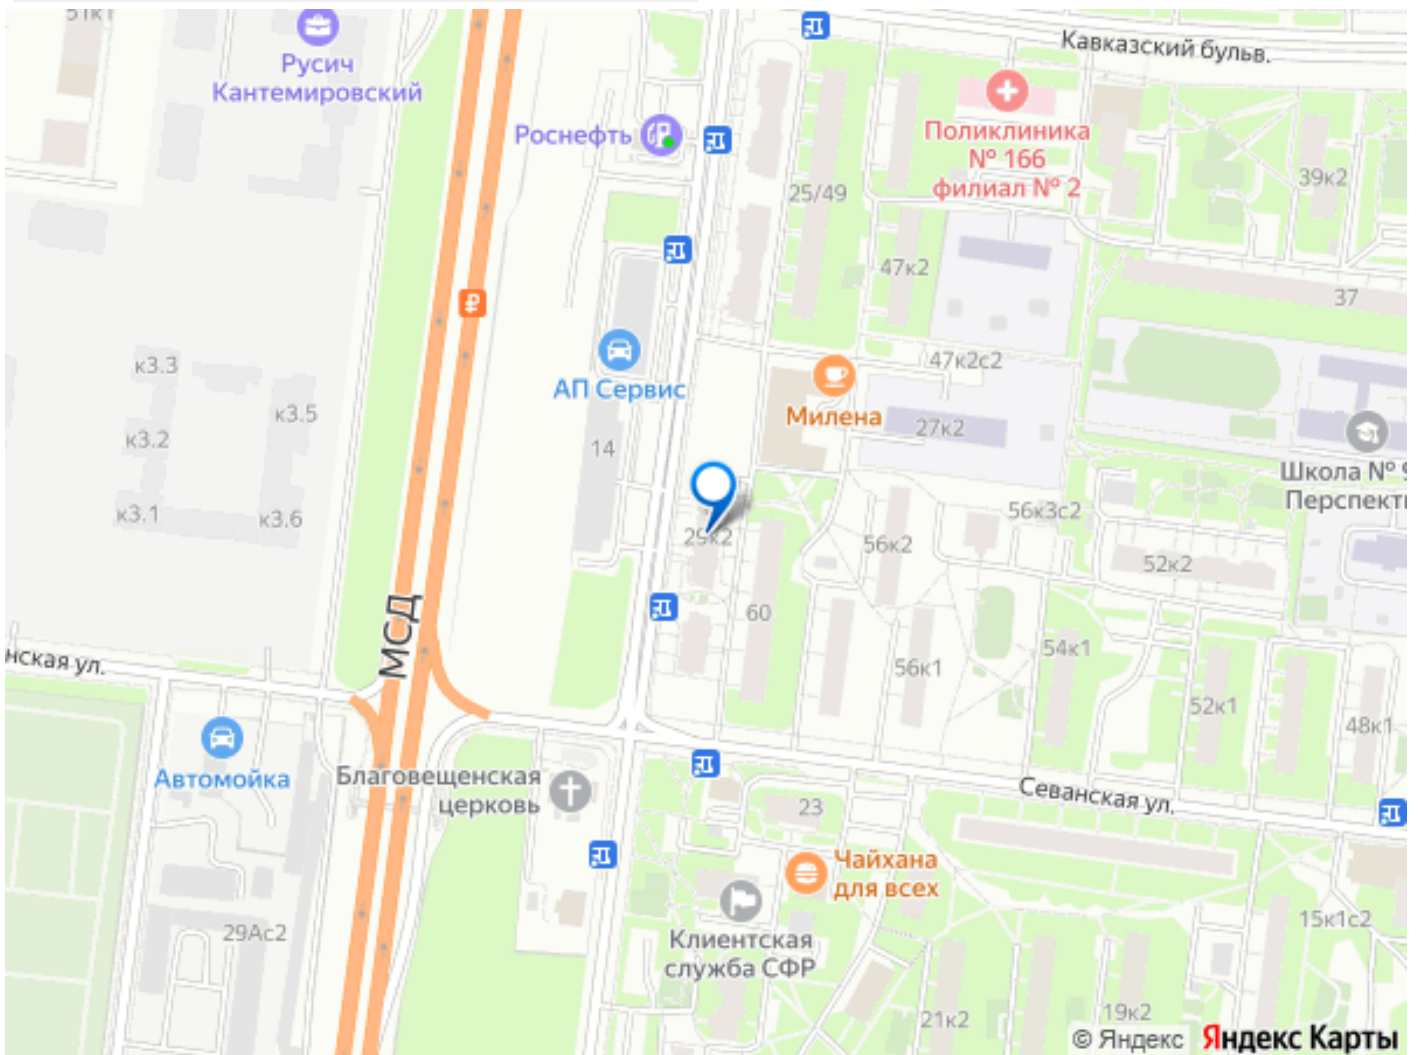 51к1
Русич
Кантемировский
Кавказский бульв.
Роснефть
Поликлиника
№ 166
филиал № 2
25/49
39к2
47к2
37
к3.3
47к2с2
АП Сервис
Милена
к3.5
27к2
к3.2
14
Школа № 9
Перспекти
к3.1
к3.6
29к2
56к3с2
56к2
52к2
60
МСД
нская ул.
54к1
56к1
52к1
48к1
Автомойка
Благовещенская
церковь
Севанская ул.
23
Чайхана
для всех
29Ас2
Клиентская
служба СФР
15к1с2
21к2
19к2
© Яндекс Яндекс Карты